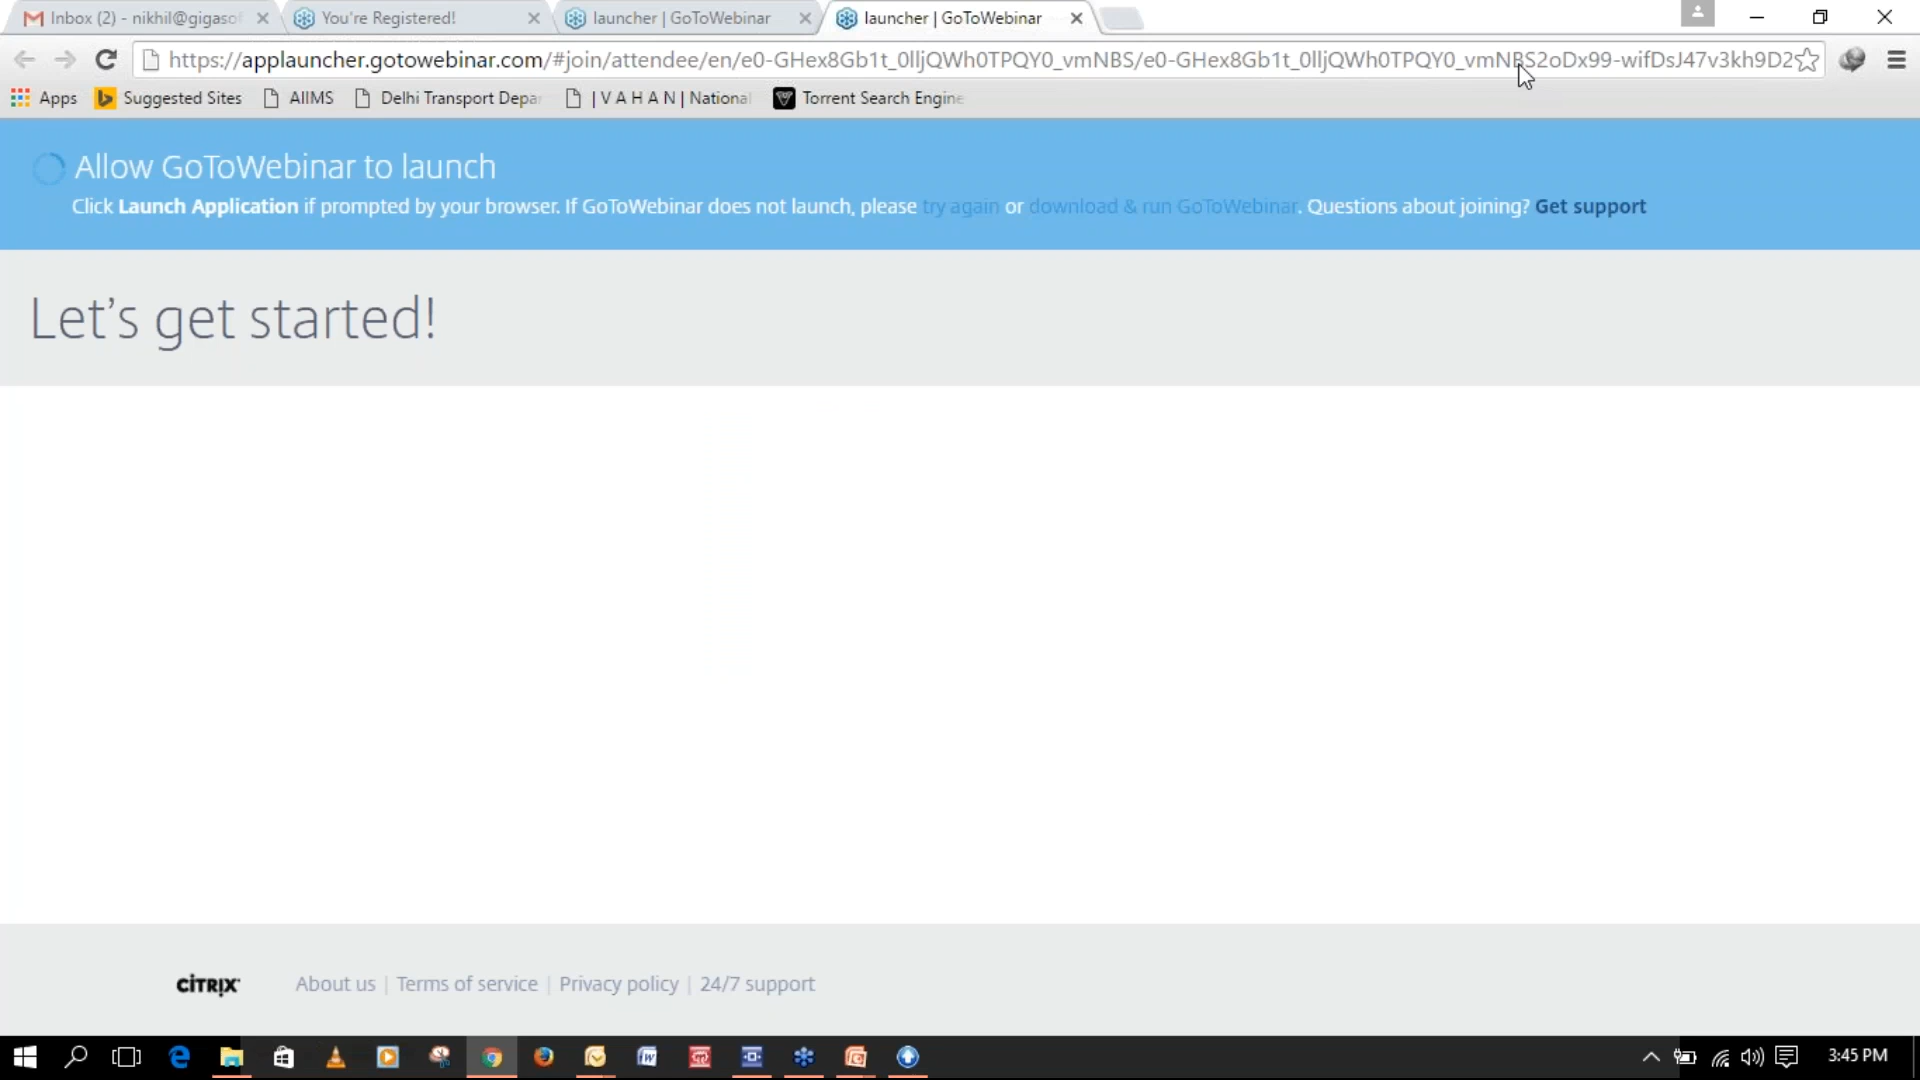 Inbox (2) - nikhil@gigaso
You're Registered!
launcher | GoToWebinar
launcher | GoToWebinar
https://applauncher.gotowebinar.com/#join/attendee/en/e0-GHex8Gb1t_0lljQWh0TPQY0_vmNBS/e0-GHex8Gb1t_0lljQWh0TPQY0_vmNBS2oDx99-wifDsJ47v3kh9D2
Apps
Suggested Sites
AIIMS
Delhi Transport Depa
| V A H A N | National
Torrent Search Engine
Allow GoToWebinar to launch
Click Launch Application if prompted by your browser. If GoToWebinar does not launch, please try again or download & run GoToWebinar. Questions about joining? Get support
Let's get started!
CITRIX
About us | Terms of service | Privacy policy | 24/7 support
3:45 PM